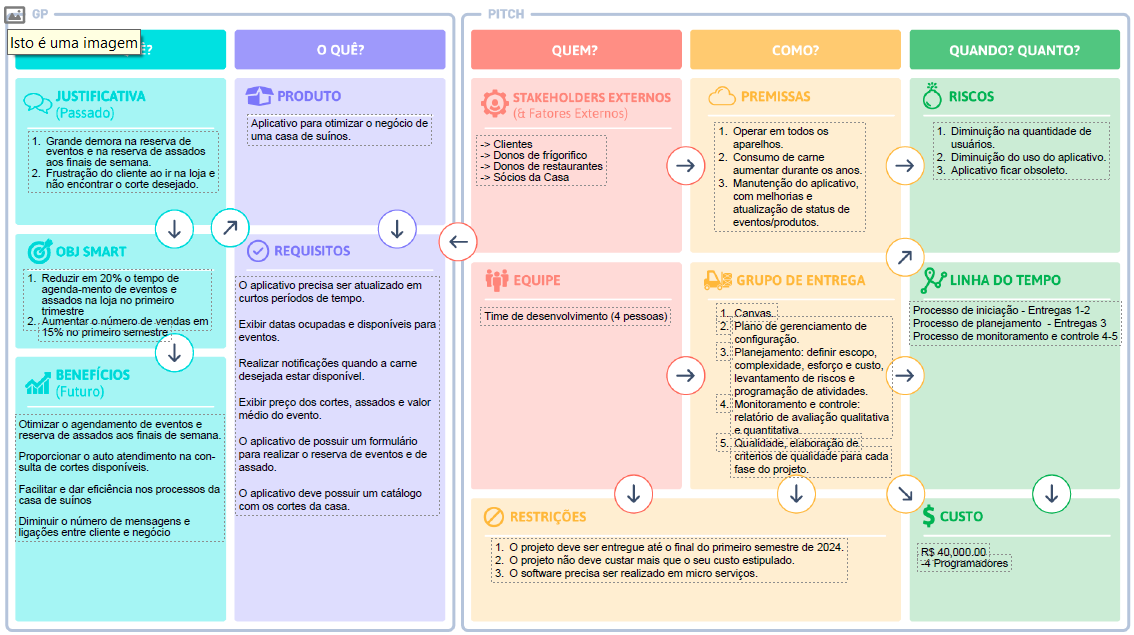 GP
PITCH
Isto é uma imagem
Ê?
O QUÊ?
QUEM?
COMO?
QUANDO? QUANTO?
JUSTIFICATIVA
(Passado)
1. Grande demora na reserva de
eventos e na reserva de assados
aos finais de semana.
2. Frustração do cliente ao ir na loja e
não encontrar o corte desejado.
OBJ SMART
1. Reduzir em 20% o tempo de
agenda-mento de eventos e
assados na loja no primeiro
trimestre
2. Aumentar o número de vendas em
15% no primeiro semestre
BENEFÍCIOS
(Futuro)
Otimizar o agendamento de eventos e
reserva de assados aos finais de semana.
Proporcionar o auto atendimento na con-
sulta de cortes disponíveis.
Facilitar e dar eficiência nos processos da
casa de suínos
Diminuir o número de mensagens e
ligações entre cliente e negócio
PRODUTO
Aplicativo para otimizar o negócio de
uma casa de suínos.
REQUISITOS
O aplicativo precisa ser atualizado em
curtos períodos de tempo.
Exibir datas ocupadas e disponíveis para
eventos.
Realizar notificações quando a carne
desejada estar disponível.
Exibir preço dos cortes, assados e valor
médio do evento.
O aplicativo de possuir um formulário
para realizar o reserva de eventos e de
assado.
O aplicativo deve possuir um catálogo
com os cortes da casa.
STAKEHOLDERS EXTERNOS
(& Fatores Externos)
-> Clientes
-> Donos de frígorifico
-> Donos de restaurantes
-> Sócios da Casa
EQUIPE
Time de desenvolvimento (4 pessoas)
PREMISSAS
1. Operar em todos os
aparelhos.
2. Consumo de carne
aumentar durante os anos.
3. Manutenção do aplicativo,
com melhorias e
atualização de status de
eventos/produtos.
GRUPO DE ENTREGA
1. Canvas.
2. Plano de gerenciamento de
configuração.
3. Planejamento: definir escopo,
complexidade, esforço e custo,
levantamento de riscos e
programação de atividades.
4. Monitoramento e controle:
relatório de avaliação qualitativa
e quantitativa.
5. Qualidade, elaboração de
criterios de qualidade para cada
fase do projeto.
RISCOS
1. Diminuição na quantidade de
usuários.
2. Diminuição do uso do aplicativo.
3. Aplicativo ficar obsoleto.
LINHA DO TEMPO
Processo de iniciação - Entregas 1-2
Processo de planejamento - Entregas 3
Processo de monitoramento e controle 4-5
RESTRIÇÕES
1. O projeto deve ser entregue até o final do primeiro semestre de 2024.
2. O projeto não deve custar mais que o seu custo estipulado.
3. O software precisa ser realizado em micro serviços.
CUSTO
R$ 40,000.00
-4 Programadores